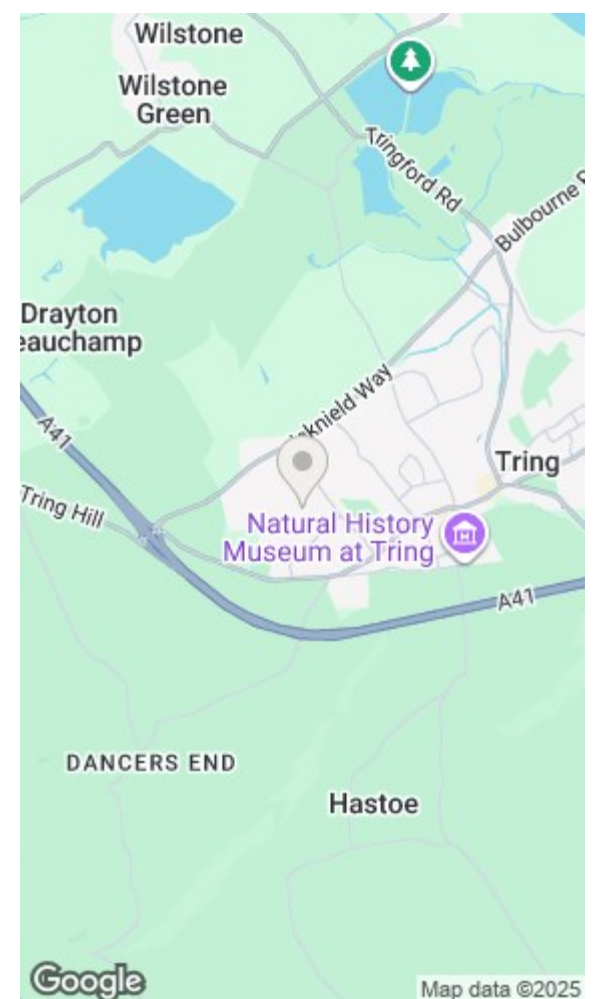 Wilstone
Wilstone
Green
Tringford Rd
Bulbourne R
Drayton
eauchamp
Icknield Way
A41
Tring Hill
Tring
Natural History
Museum at Tring
A41
DANCERS END
Hastoe
Google
Map data ©2025